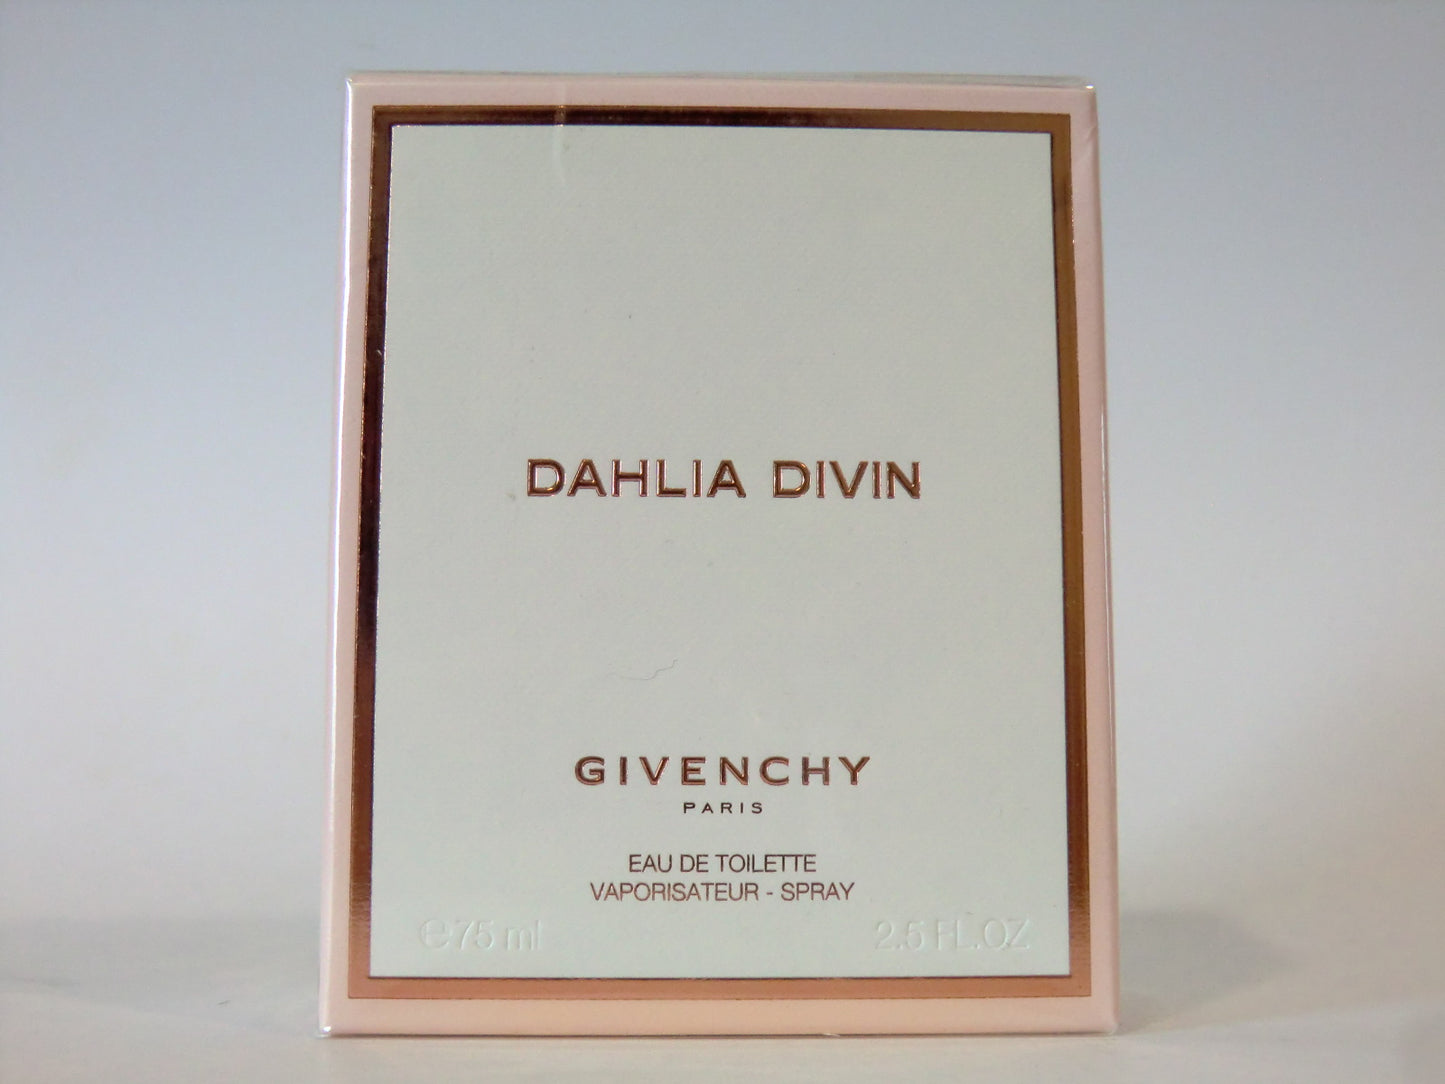 DAHLIA DIVIN
GIVENCHY
PARIS
EAU DE TOILETTE
VAPORISATEUR - SPRAY
℮75 ml 2.5 FL.OZ